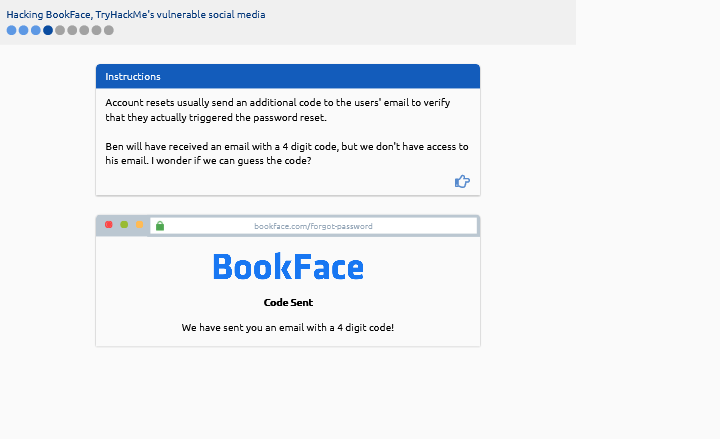 Hacking BookFace, TryHackMe's vulnerable social media
Instructions
Account resets usually send an additional code to the users' email to verify
that they actually triggered the password reset.
Ben will have received an email with a 4 digit code, but we don't have access to
his email. I wonder if we can guess the code?
bookface.com/forgot-password
BookFace
Code Sent
We have sent you an email with a 4 digit code!